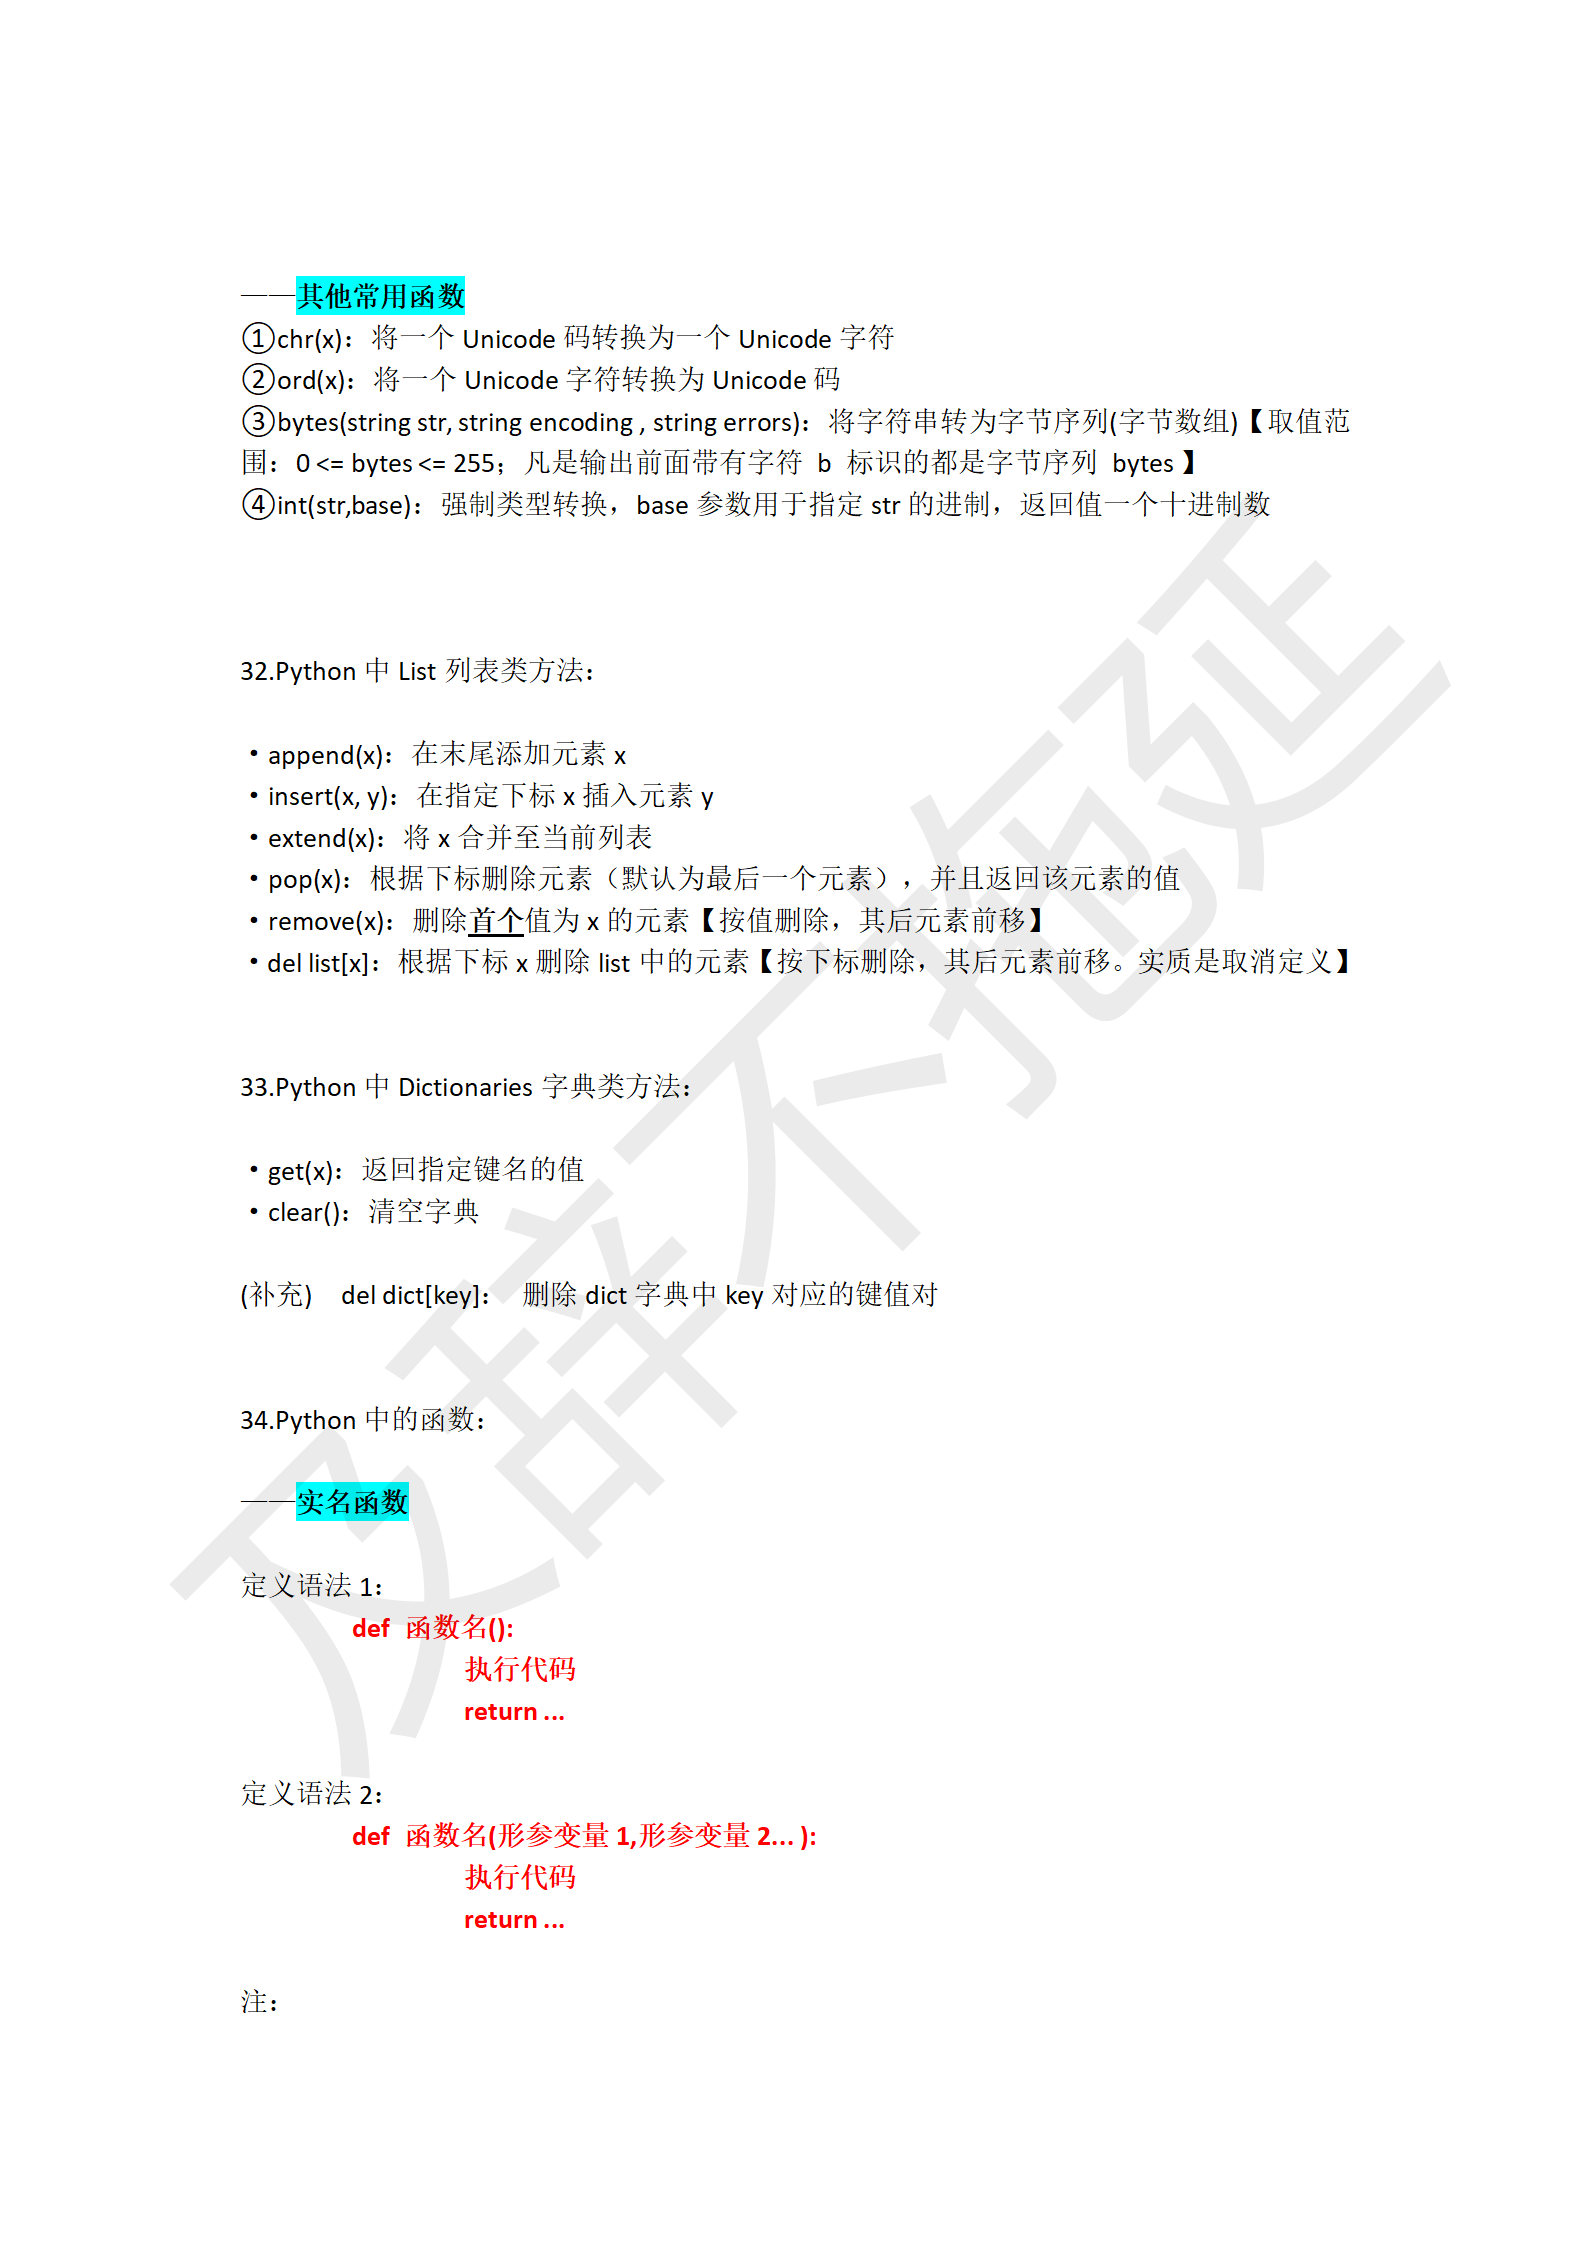 ——其他常用函数
①chr(x)：将一个 Unicode 码转换为一个 Unicode 字符
②ord(x)：将一个 Unicode 字符转换为 Unicode 码
③bytes(string str, string encoding , string errors)：将字符串转为字节序列(字节数组)【取值范
围：0 <= bytes <= 255；凡是输出前面带有字符 b 标识的都是字节序列 bytes 】
④int(str,base)：强制类型转换，base 参数用于指定 str 的进制，返回值一个十进制数
32.Python 中 List 列表类方法：
·append(x)：在末尾添加元素 x
·insert(x, y)：在指定下标 x 插入元素 y
·extend(x)：将 x 合并至当前列表
·pop(x)：根据下标删除元素（默认为最后一个元素），并且返回该元素的值
·remove(x)：删除首个值为 x 的元素【按值删除，其后元素前移】
·del list[x]：根据下标 x 删除 list 中的元素【按下标删除，其后元素前移。实质是取消定义】
33.Python 中 Dictionaries 字典类方法：
·get(x)：返回指定键名的值
·clear()：清空字典
(补充) del dict[key]： 删除 dict 字典中 key 对应的键值对
34.Python 中的函数：
——实名函数
定义语法 1：
def 函数名():
执行代码
return ...
定义语法 2：
def 函数名(形参变量 1,形参变量 2... ):
执行代码
return ...
注：
及辞不拖延